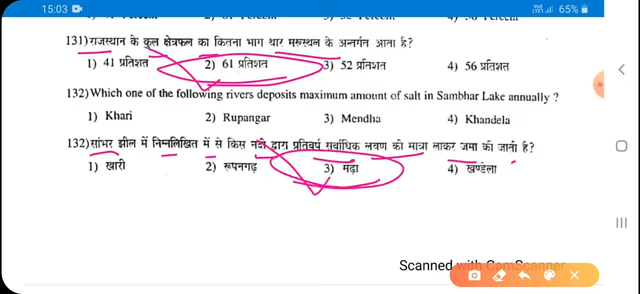 15:03 65%
131) राजस्थान के कुल क्षेत्रफल का कितना भाग थार मरूस्थल के अन्तर्गत आता है?
1) 41 प्रतिशत 2) 61 प्रतिशत 3) 52 प्रतिशत 4) 56 प्रतिशत
132) Which one of the following rivers deposits maximum amount of salt in Sambhar Lake annually ?
1) Khari 2) Rupangar 3) Mendha 4) Khandela
132) सांभर झील में निम्नलिखित में से किस नदी द्वारा प्रतिवर्ष सर्वाधिक लवण की मात्रा लाकर जमा की जाती है?
1) खारी 2) रूपनगढ़ 3) मेंढ़ा 4) खण्डेला
Scanned with CamScanner